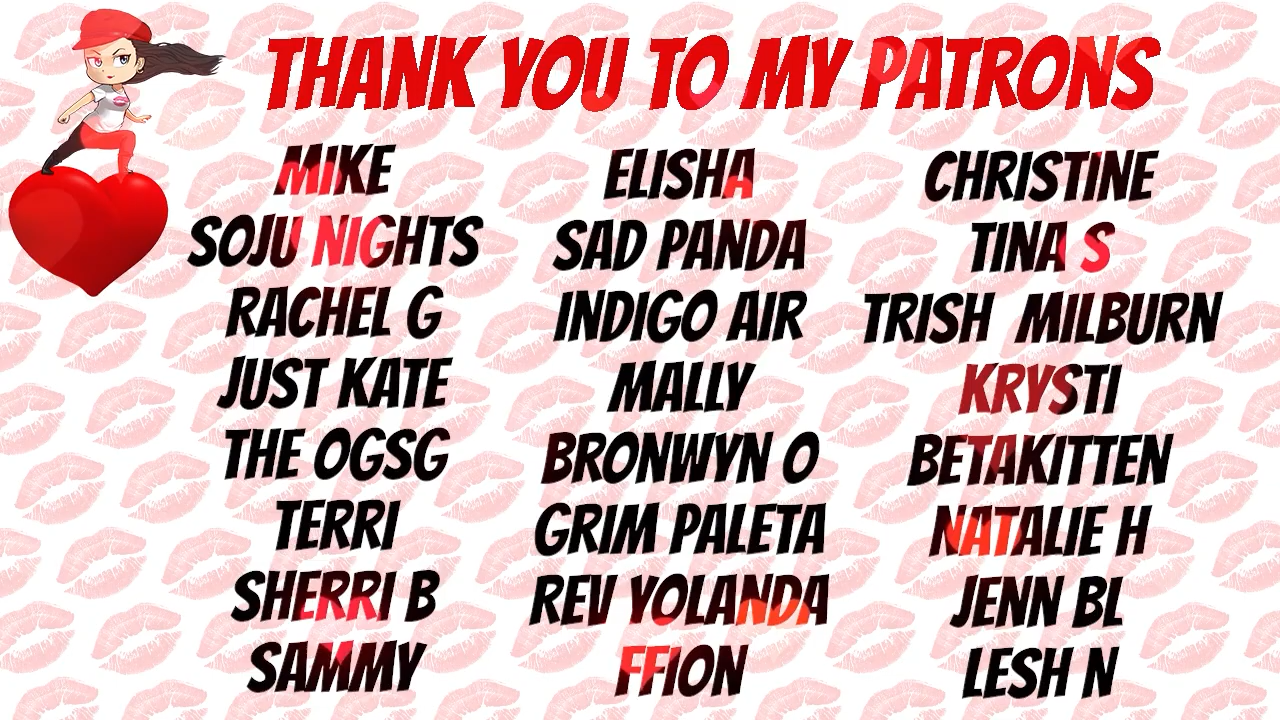 THANK YOU TO MY PATRONS
MIKE
SOJU NIGHTS
RACHEL G
JUST KATE
THE OGSG
TERRI
SHERRI B
SAMMY
ELISHA
SAD PANDA
INDIGO AIR
MALLY
BRONWYN O
GRIM PALETA
REV YOLANDA
FFION
CHRISTINE
TINA S
TRISH MILBURN
KRYSTI
BETAKITTEN
NATALIE H
JENN BL
LESH N